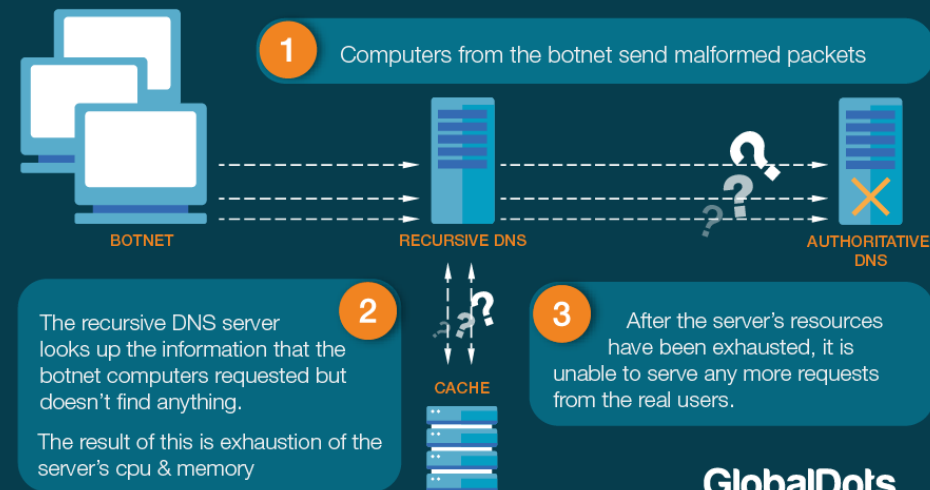 1
Computers from the botnet send malformed packets
BOTNET
RECURSIVE DNS
AUTHORITATIVE
DNS
2
The recursive DNS server
looks up the information that the
botnet computers requested but
doesn't find anything.
The result of this is exhaustion of the
server's cpu & memory
CACHE
3
After the server's resources
have been exhausted, it is
unable to serve any more requests
from the real users.
GlobalDots